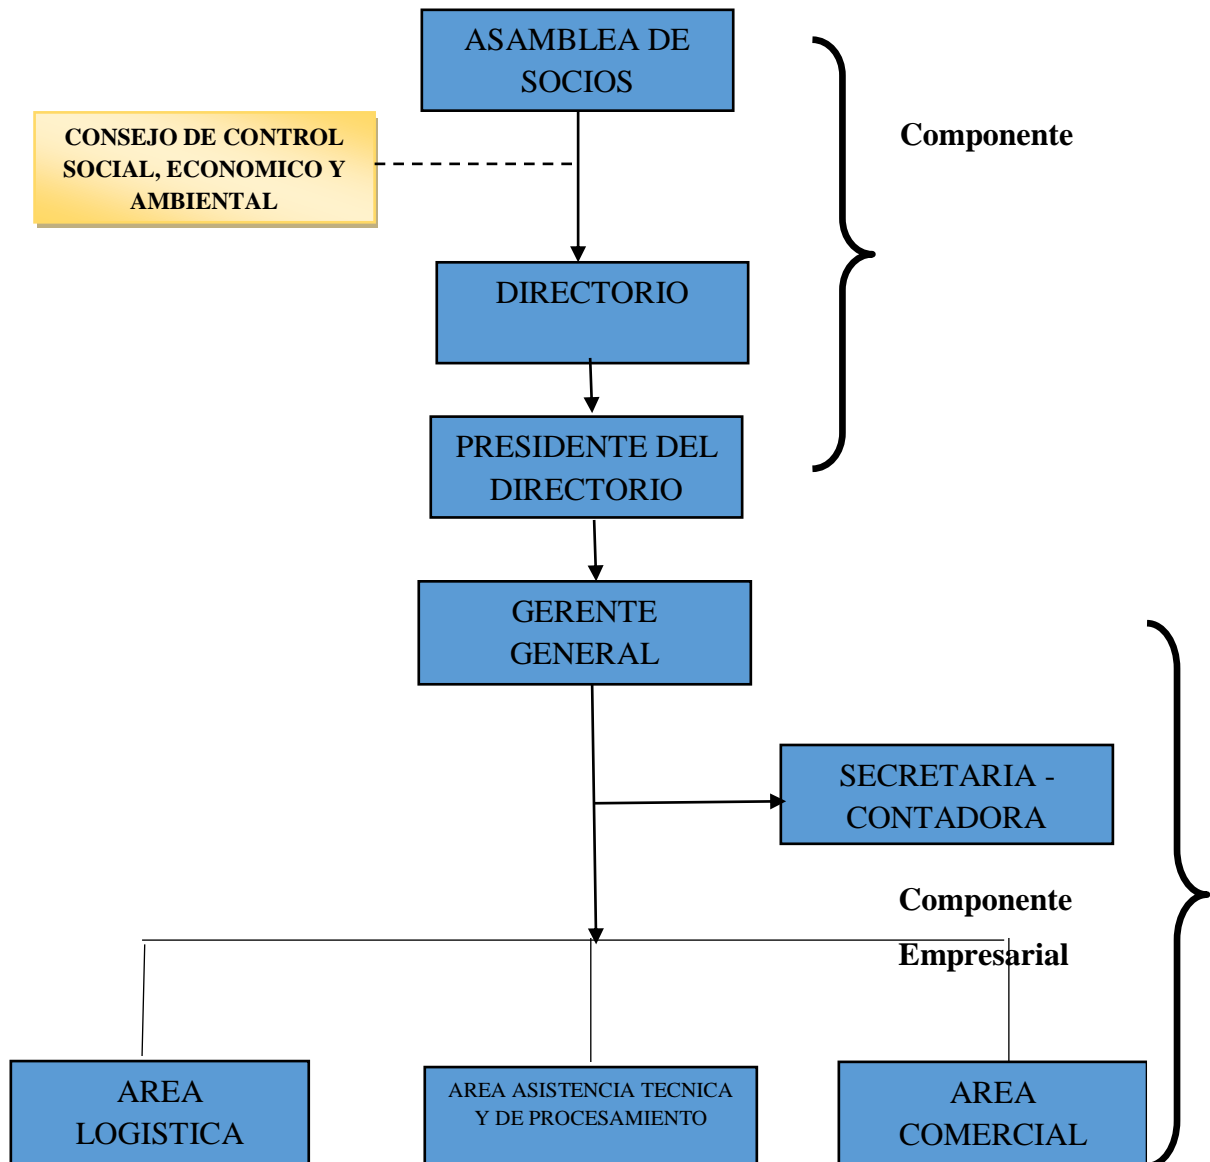 ASAMBLEA DE
SOCIOS
CONSEJO DE CONTROL
SOCIAL, ECONOMICO Y
AMBIENTAL
Componente
DIRECTORIO
PRESIDENTE DEL
DIRECTORIO
GERENTE
GENERAL
SECRETARIA -
CONTADORA
Componente
Empresarial
AREA
LOGISTICA
AREA ASISTENCIA TECNICA
Y DE PROCESAMIENTO
AREA
COMERCIAL